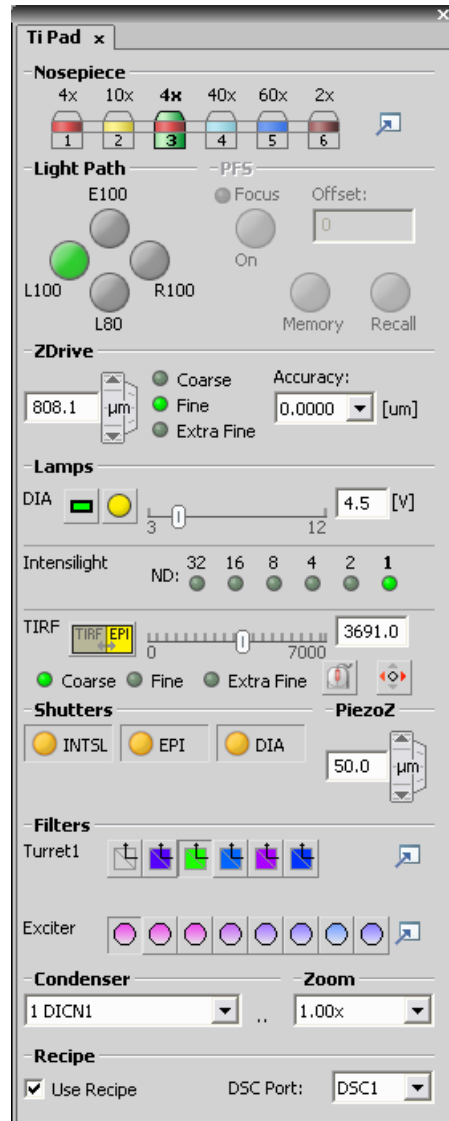 Ti Pad x
Nosepiece
4x 10x 4x 40x 60x 2x
1 2 3 4 5 6
Light Path PFS
E100 Focus Offset:
0
On
L100 R100
L80 Memory Recall
ZDrive
Coarse Accuracy:
808.1 µm Fine 0.0000 [um]
Extra Fine
Lamps
DIA 4.5 [V]
3 12
Intensilight ND: 32 16 8 4 2 1
TIRF TIRF EPI 3691.0
0 7000
Coarse Fine Extra Fine
Shutters PiezoZ
INTSL EPI DIA
50.0 µm
Filters
Turret1
Exciter
Condenser Zoom
1 DICN1 .. 1.00x
Recipe
Use Recipe DSC Port: DSC1